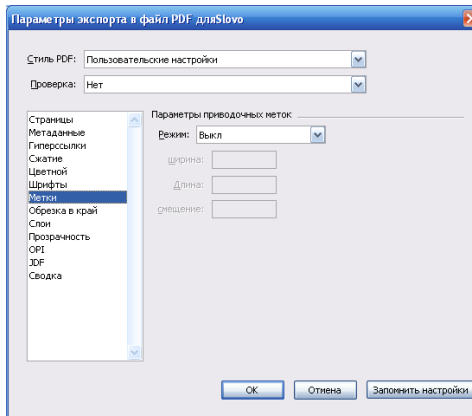 Параметры экспорта в файл PDF дляSlovo
Стиль PDF: Пользовательские настройки
Проверка: Нет
Страницы
Метаданные
Гиперссылки
Сжатие
Цветной
Шрифты
Метки
Обрезка в край
Слои
Прозрачность
OPI
JDF
Сводка
Параметры приводочных меток
Режим: Выкл
ширина:
Длина:
смещение:
OK Отмена Запомнить настройки